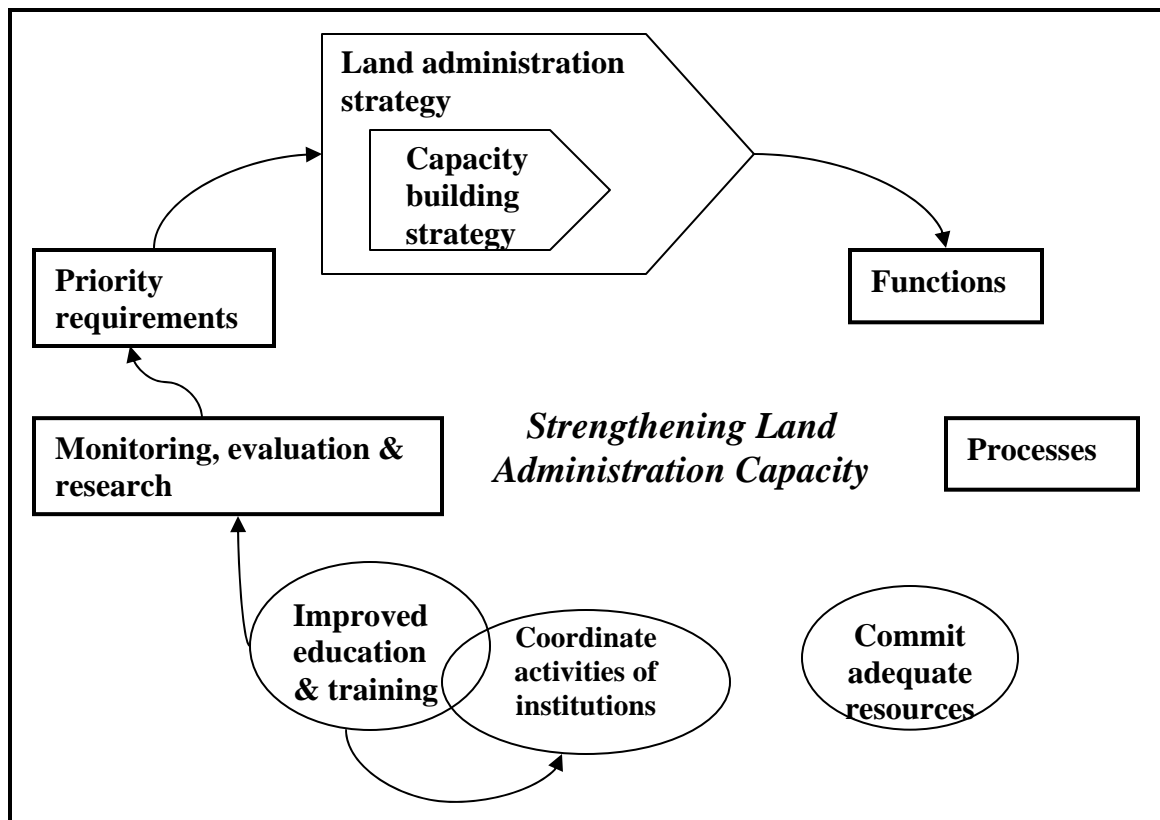 Land administration
strategy
Capacity
building
strategy
Priority
requirements
Functions
Monitoring, evaluation &
research
Strengthening Land
Administration Capacity
Processes
Improved
education
& training
Coordinate
activities of
institutions
Commit
adequate
resources